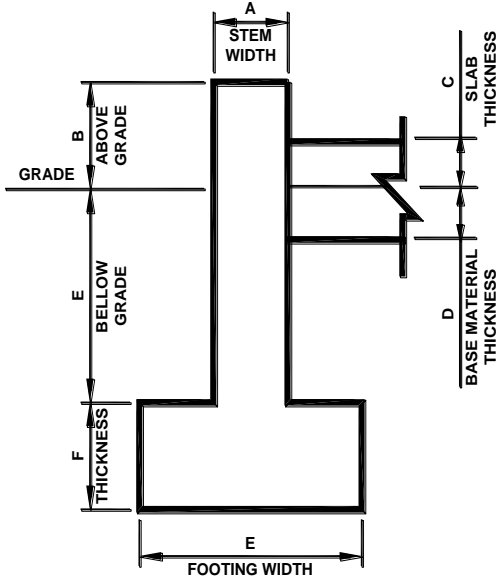 A
STEM
WIDTH
B
ABOVE
GRADE
C
SLAB
THICKNESS
GRADE
E
BELLOW
GRADE
D
BASE MATERIAL
THICKNESS
F
THICKNESS
E
FOOTING WIDTH